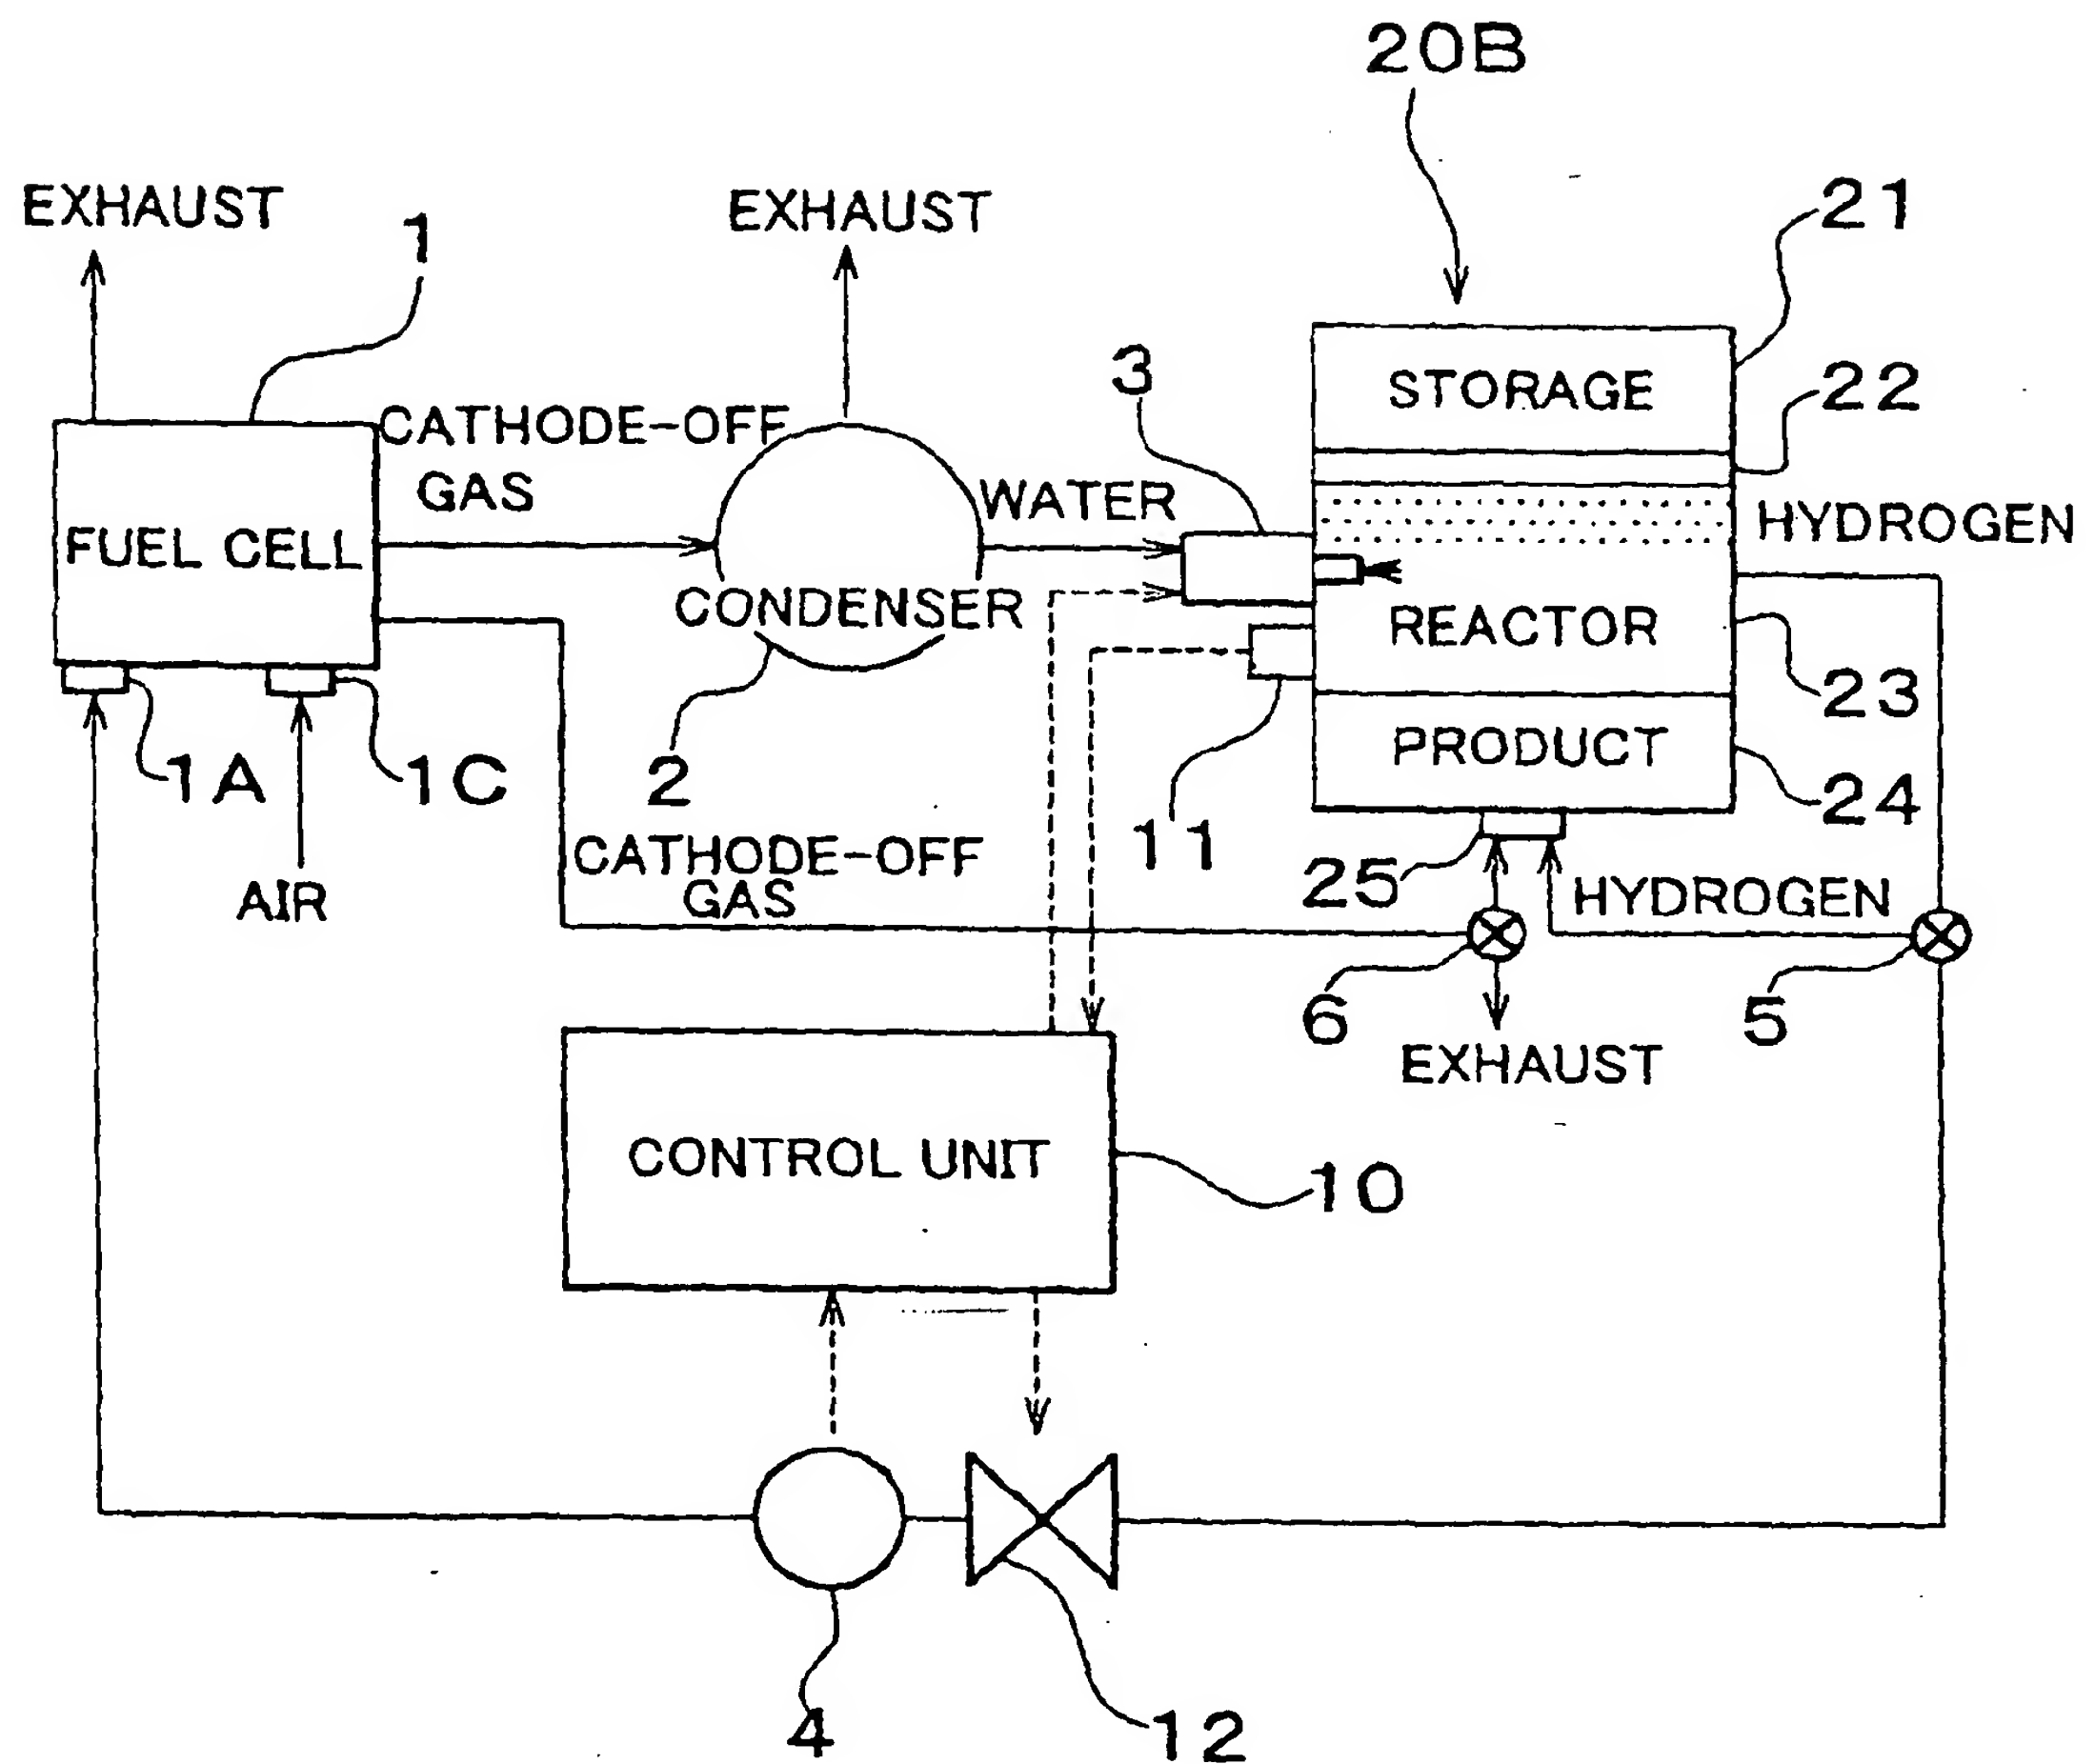 20B
EXHAUST
1
EXHAUST
21
3
STORAGE
22
CATHODE-OFF
GAS
WATER
HYDROGEN
FUEL CELL
CONDENSER
REACTOR
23
1A
1C
2
PRODUCT
24
11
CATHODE-OFF
GAS
25
HYDROGEN
AIR
6
5
EXHAUST
CONTROL UNIT
10
4
12